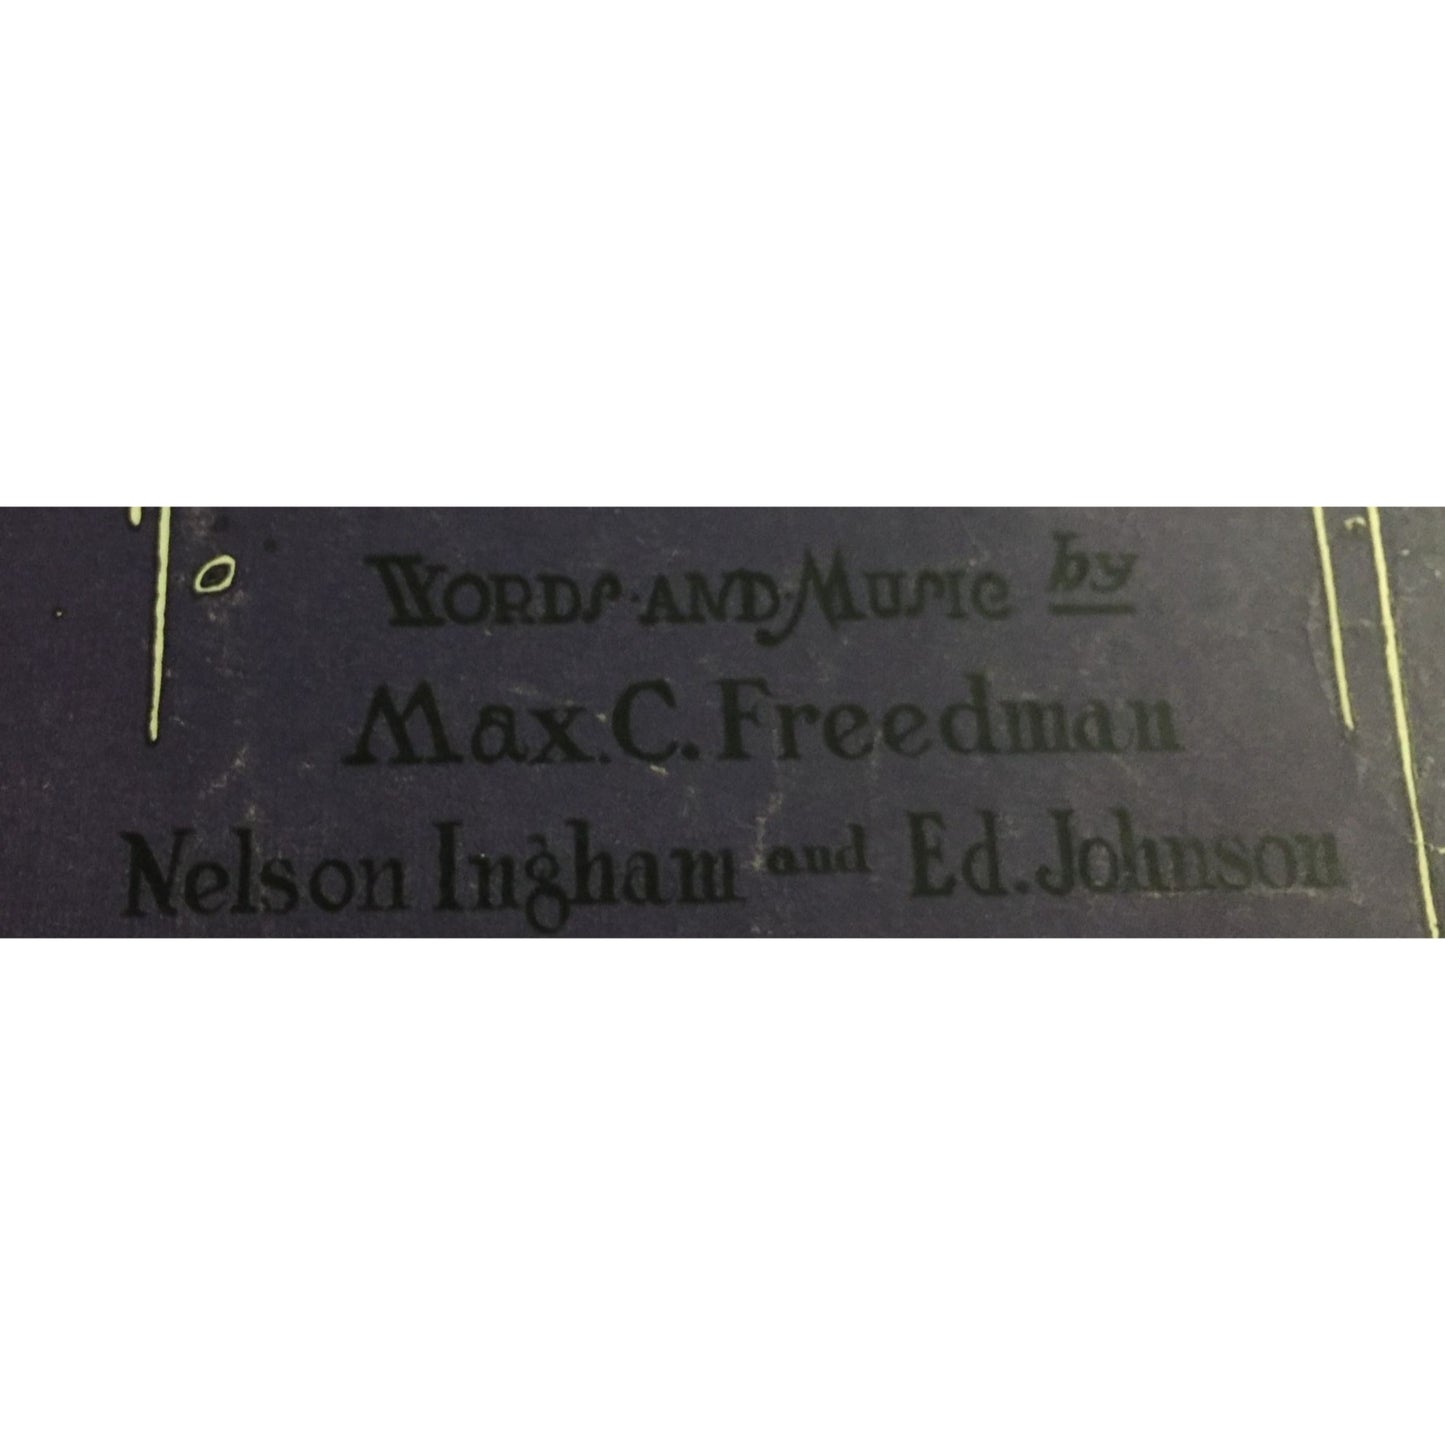 Words and Music by
Max. C. Freedman
Nelson Ingham and Ed. Johnson